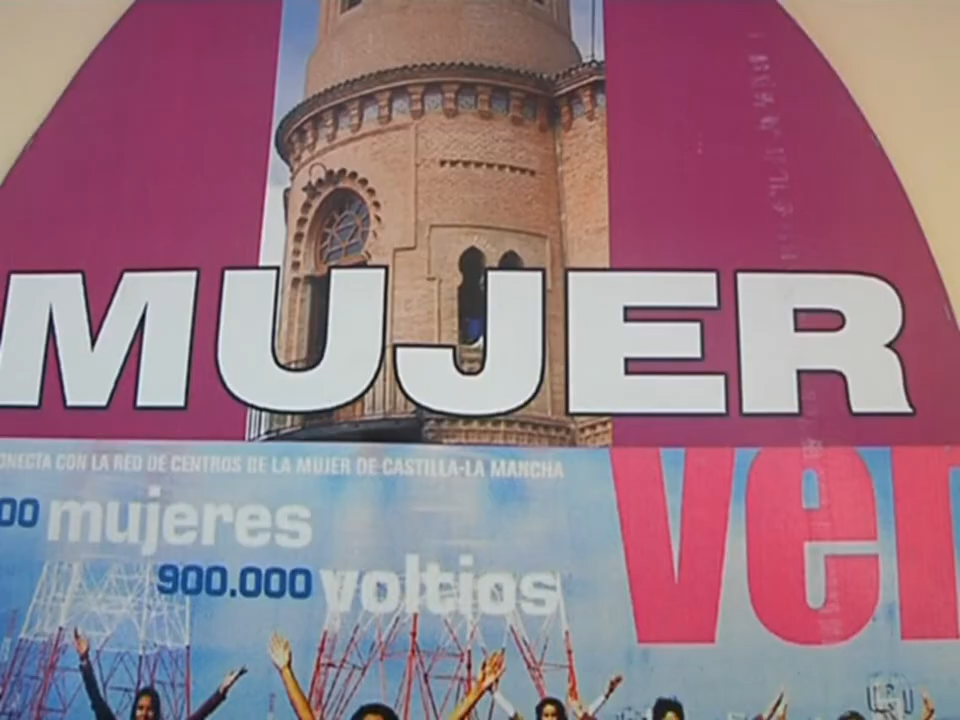 MUJER
ONECTA CON LA RED DE CENTROS DE LA MUJER DE CASTILLA-LA MANCHA
00 mujeres
900.000 voltios
ver